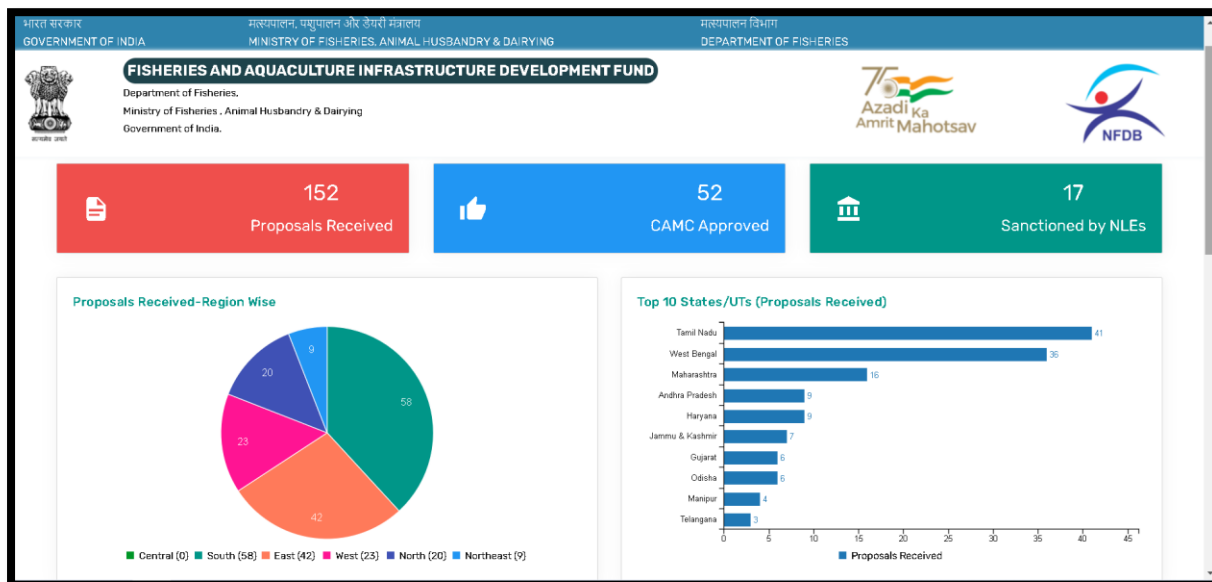 भारत सरकार
GOVERNMENT OF INDIA
मत्स्यपालन, पशुपालन और डेयरी मंत्रालय
MINISTRY OF FISHERIES, ANIMAL HUSBANDRY & DAIRYING
मत्स्यपालन विभाग
DEPARTMENT OF FISHERIES
सत्यमेव जयते
FISHERIES AND AQUACULTURE INFRASTRUCTURE DEVELOPMENT FUND
Department of Fisheries,
Ministry of Fisheries , Animal Husbandry & Dairying
Government of India.
75
Azadi Ka
Amrit Mahotsav
NFDB
152
Proposals Received
52
CAMC Approved
17
Sanctioned by NLEs
Proposals Received-Region Wise
9
20
58
23
42
Central (0) South (58) East (42) West (23) North (20) Northeast (9)
Top 10 States/UTs (Proposals Received)
Tamil Nadu 41
West Bengal 36
Maharashtra 16
Andhra Pradesh 9
Haryana 9
Jammu & Kashmir 7
Gujarat 6
Odisha 6
Manipur 4
Telangana 3
0 5 10 15 20 25 30 35 40 45
Proposals Received